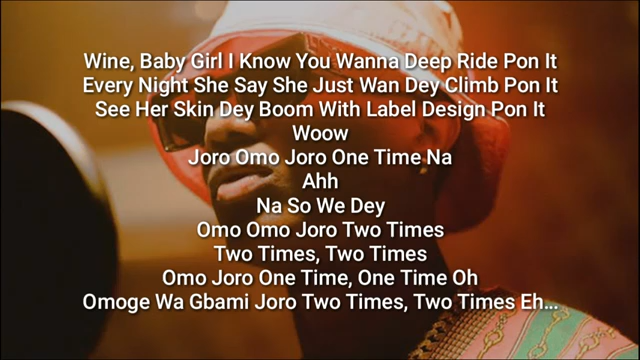 Wine, Baby Girl I Know You Wanna Deep Ride Pon It
Every Night She Say She Just Wan Dey Climb Pon It
See Her Skin Dey Boom With Label Design Pon It
Woow
Joro Omo Joro One Time Na
Ahh
Na So We Dey
Omo Omo Joro Two Times
Two Times, Two Times
Omo Joro One Time, One Time Oh
Omoge Wa Gbami Joro Two Times, Two Times Eh...